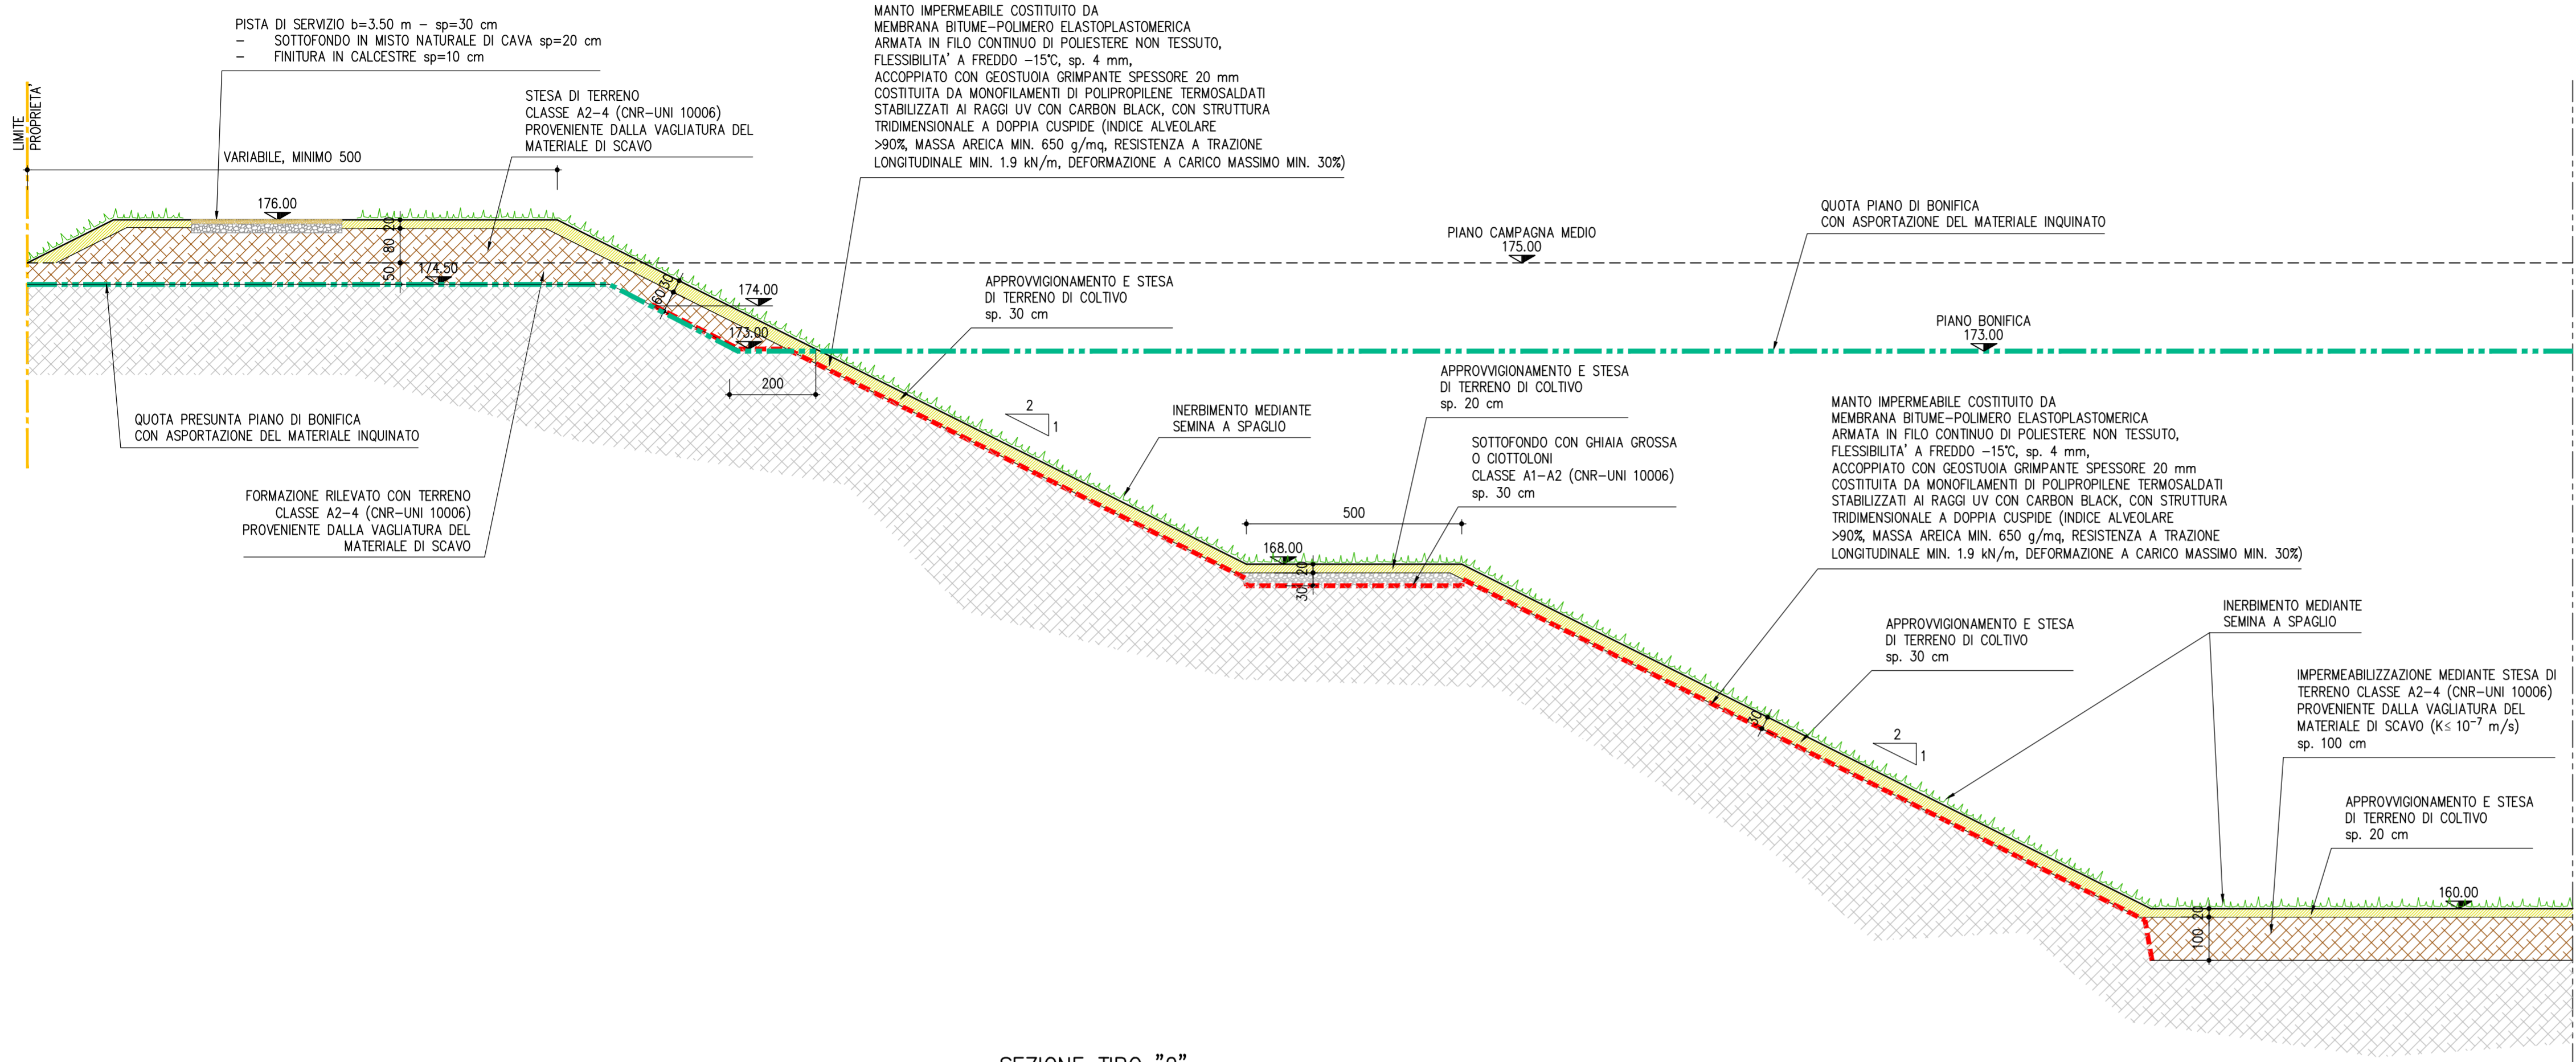 PISTA DI SERVIZIO b=3.50 m – sp=30 cm
– SOTTOFONDO IN MISTO NATURALE DI CAVA sp=20 cm
– FINITURA IN CALCESTRE sp=10 cm
LIMITE
PROPRIETA'
VARIABILE, MINIMO 500
STESA DI TERRENO
CLASSE A2–4 (CNR–UNI 10006)
PROVENIENTE DALLA VAGLIATURA DEL
MATERIALE DI SCAVO
MANTO IMPERMEABILE COSTITUITO DA
MEMBRANA BITUME–POLIMERO ELASTOPLASTOMERICA
ARMATA IN FILO CONTINUO DI POLIESTERE NON TESSUTO,
FLESSIBILITA' A FREDDO –15°C, sp. 4 mm,
ACCOPPIATO CON GEOSTUOIA GRIMPANTE SPESSORE 20 mm
COSTITUITA DA MONOFILAMENTI DI POLIPROPILENE TERMOSALDATI
STABILIZZATI AI RAGGI UV CON CARBON BLACK, CON STRUTTURA
TRIDIMENSIONALE A DOPPIA CUSPIDE (INDICE ALVEOLARE
>90%, MASSA AREICA MIN. 650 g/mq, RESISTENZA A TRAZIONE
LONGITUDINALE MIN. 1.9 kN/m, DEFORMAZIONE A CARICO MASSIMO MIN. 30%)
176.00
20
80
50
174.50
30
60
174.00
173.00
200
PIANO CAMPAGNA MEDIO
175.00
QUOTA PIANO DI BONIFICA
CON ASPORTAZIONE DEL MATERIALE INQUINATO
PIANO BONIFICA
173.00
APPROVVIGIONAMENTO E STESA
DI TERRENO DI COLTIVO
sp. 30 cm
QUOTA PRESUNTA PIANO DI BONIFICA
CON ASPORTAZIONE DEL MATERIALE INQUINATO
FORMAZIONE RILEVATO CON TERRENO
CLASSE A2–4 (CNR–UNI 10006)
PROVENIENTE DALLA VAGLIATURA DEL
MATERIALE DI SCAVO
2
1
INERBIMENTO MEDIANTE
SEMINA A SPAGLIO
APPROVVIGIONAMENTO E STESA
DI TERRENO DI COLTIVO
sp. 20 cm
SOTTOFONDO CON GHIAIA GROSSA
O CIOTTOLONI
CLASSE A1–A2 (CNR–UNI 10006)
sp. 30 cm
500
168.00
20
30
MANTO IMPERMEABILE COSTITUITO DA
MEMBRANA BITUME–POLIMERO ELASTOPLASTOMERICA
ARMATA IN FILO CONTINUO DI POLIESTERE NON TESSUTO,
FLESSIBILITA' A FREDDO –15°C, sp. 4 mm,
ACCOPPIATO CON GEOSTUOIA GRIMPANTE SPESSORE 20 mm
COSTITUITA DA MONOFILAMENTI DI POLIPROPILENE TERMOSALDATI
STABILIZZATI AI RAGGI UV CON CARBON BLACK, CON STRUTTURA
TRIDIMENSIONALE A DOPPIA CUSPIDE (INDICE ALVEOLARE
>90%, MASSA AREICA MIN. 650 g/mq, RESISTENZA A TRAZIONE
LONGITUDINALE MIN. 1.9 kN/m, DEFORMAZIONE A CARICO MASSIMO MIN. 30%)
30
APPROVVIGIONAMENTO E STESA
DI TERRENO DI COLTIVO
sp. 30 cm
2
1
INERBIMENTO MEDIANTE
SEMINA A SPAGLIO
IMPERMEABILIZZAZIONE MEDIANTE STESA DI
TERRENO CLASSE A2–4 (CNR–UNI 10006)
PROVENIENTE DALLA VAGLIATURA DEL
MATERIALE DI SCAVO (K≤ 10⁻⁷ m/s)
sp. 100 cm
APPROVVIGIONAMENTO E STESA
DI TERRENO DI COLTIVO
sp. 20 cm
160.00
20
100
SEZIONE TIPO